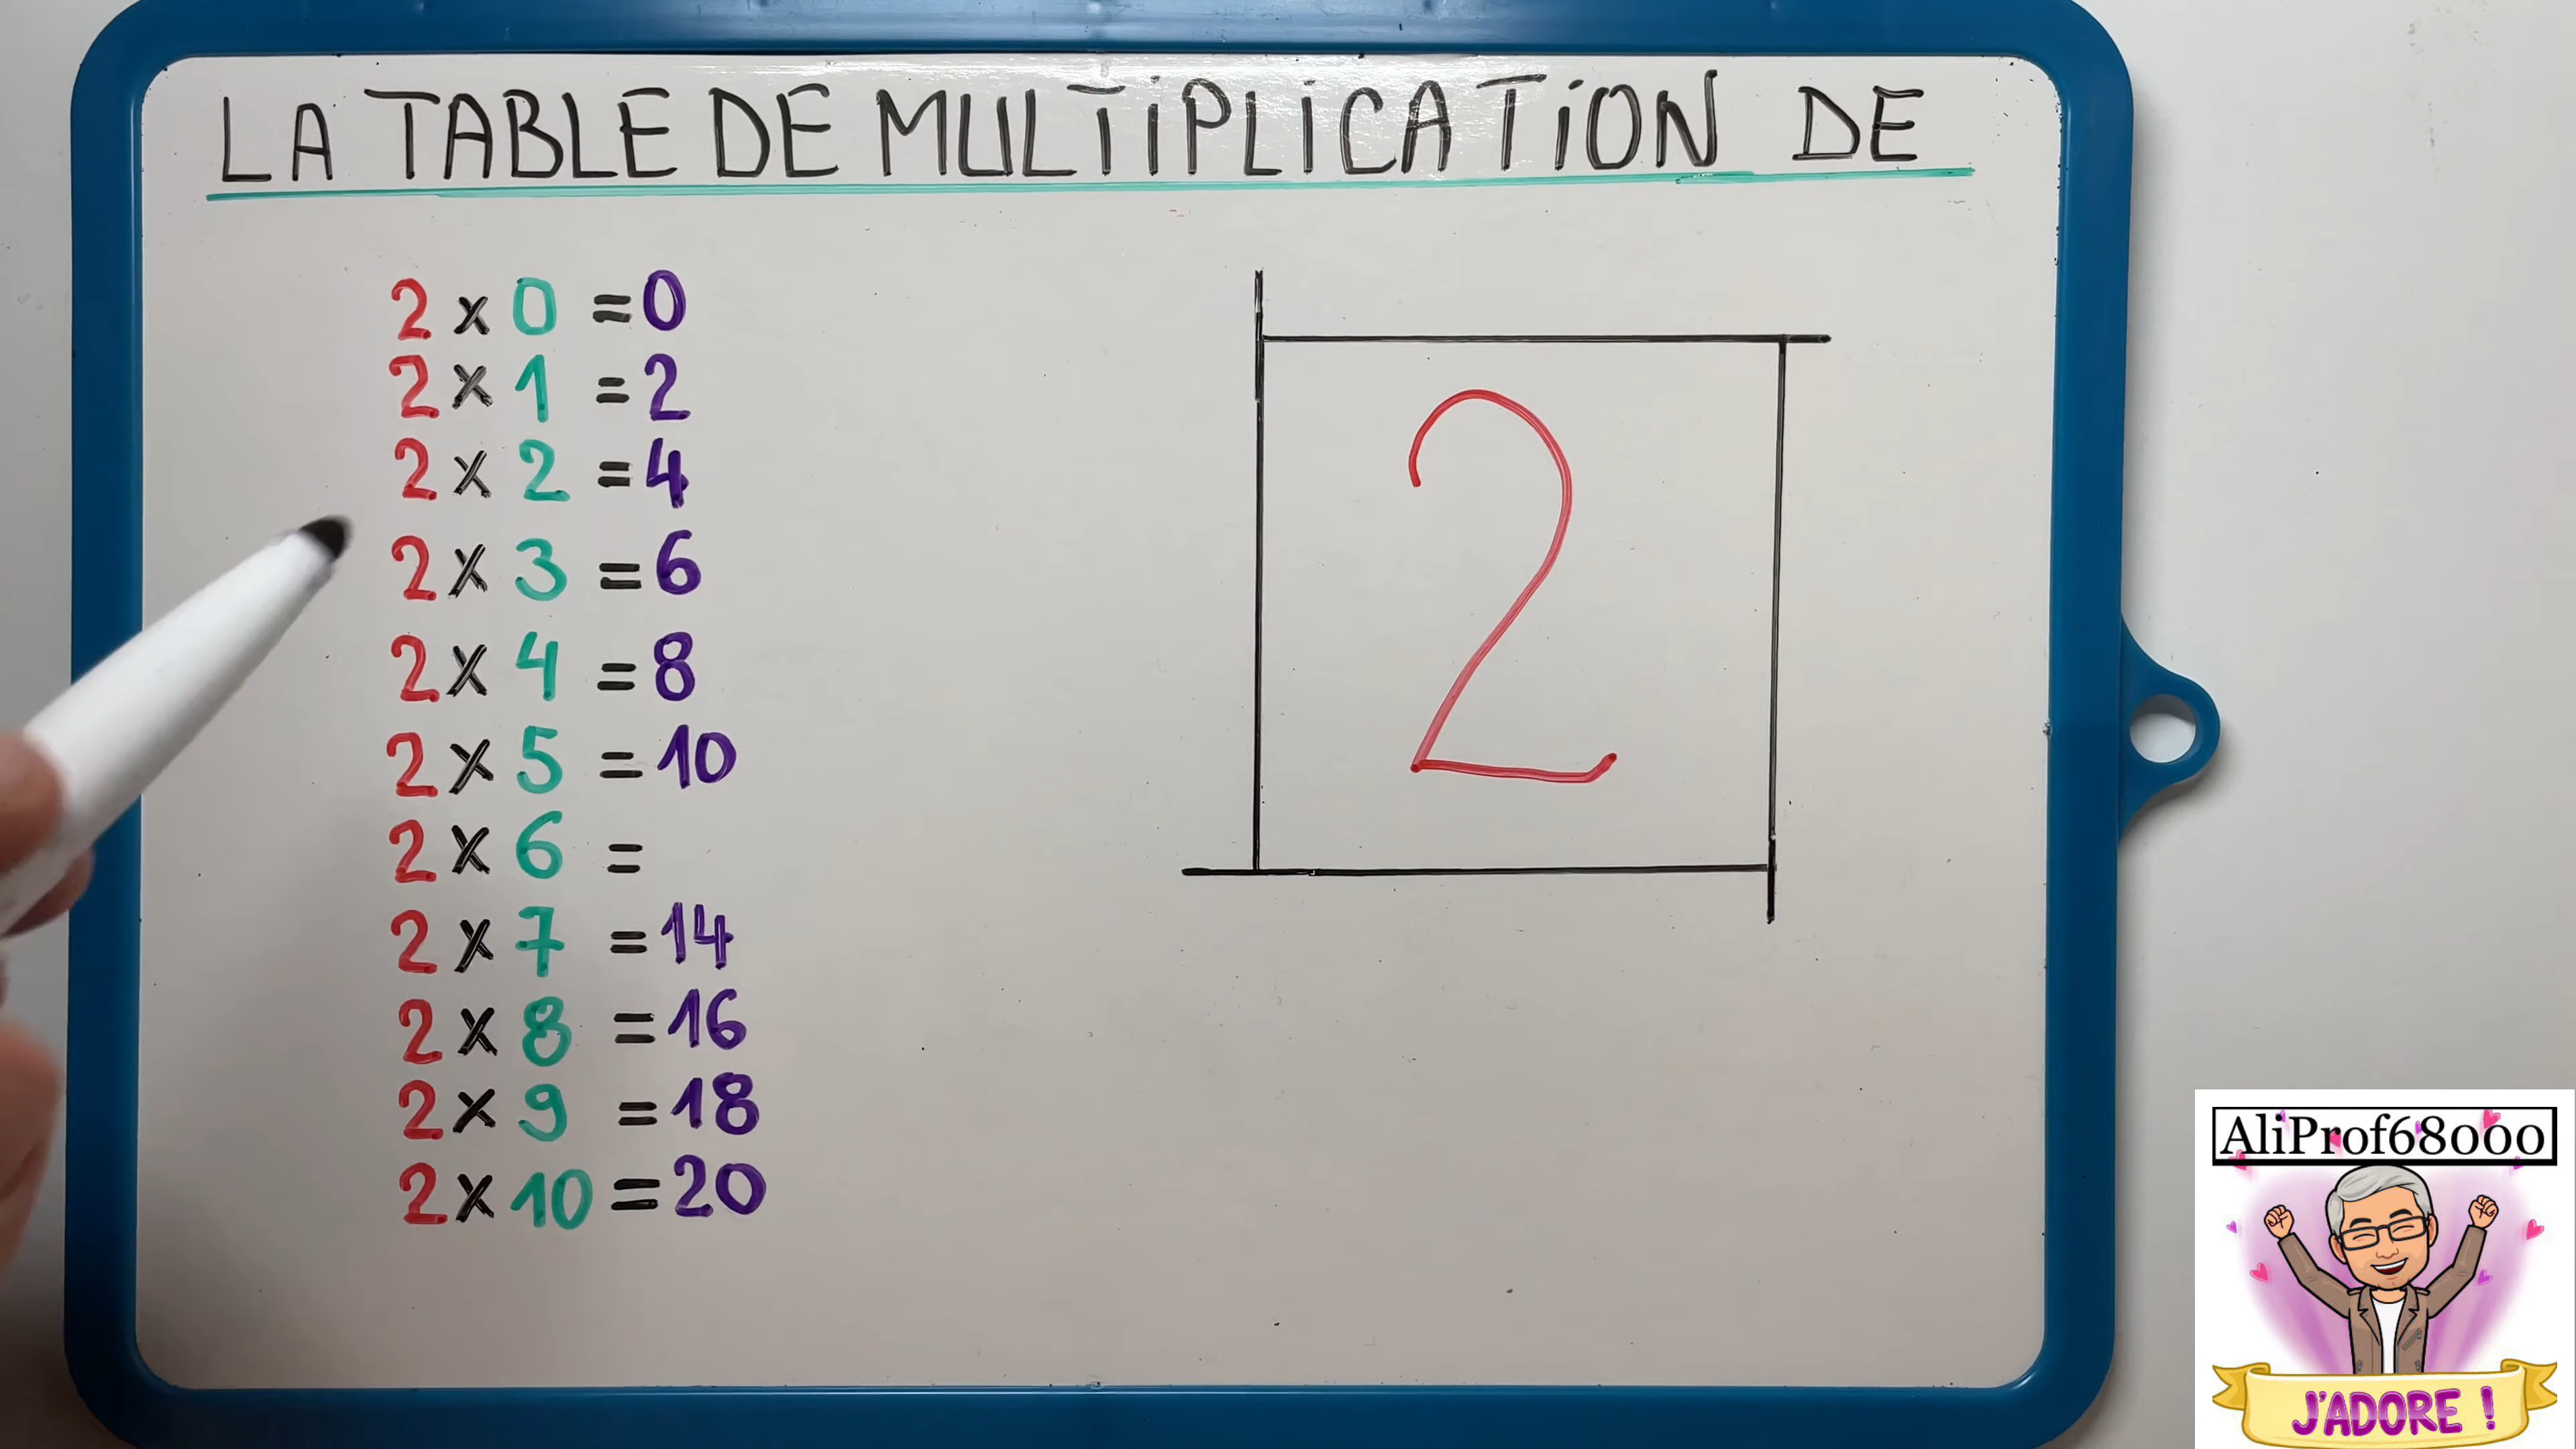 LA TABLE DE MULTIPLICATION DE
2 x 0 = 0
2 x 1 = 2
2 x 2 = 4
2 x 3 = 6
2 x 4 = 8
2 x 5 = 10
2 x 6 =
2 x 7 = 14
2 x 8 = 16
2 x 9 = 18
2 x 10 = 20
2
AliProf68000
J'ADORE !